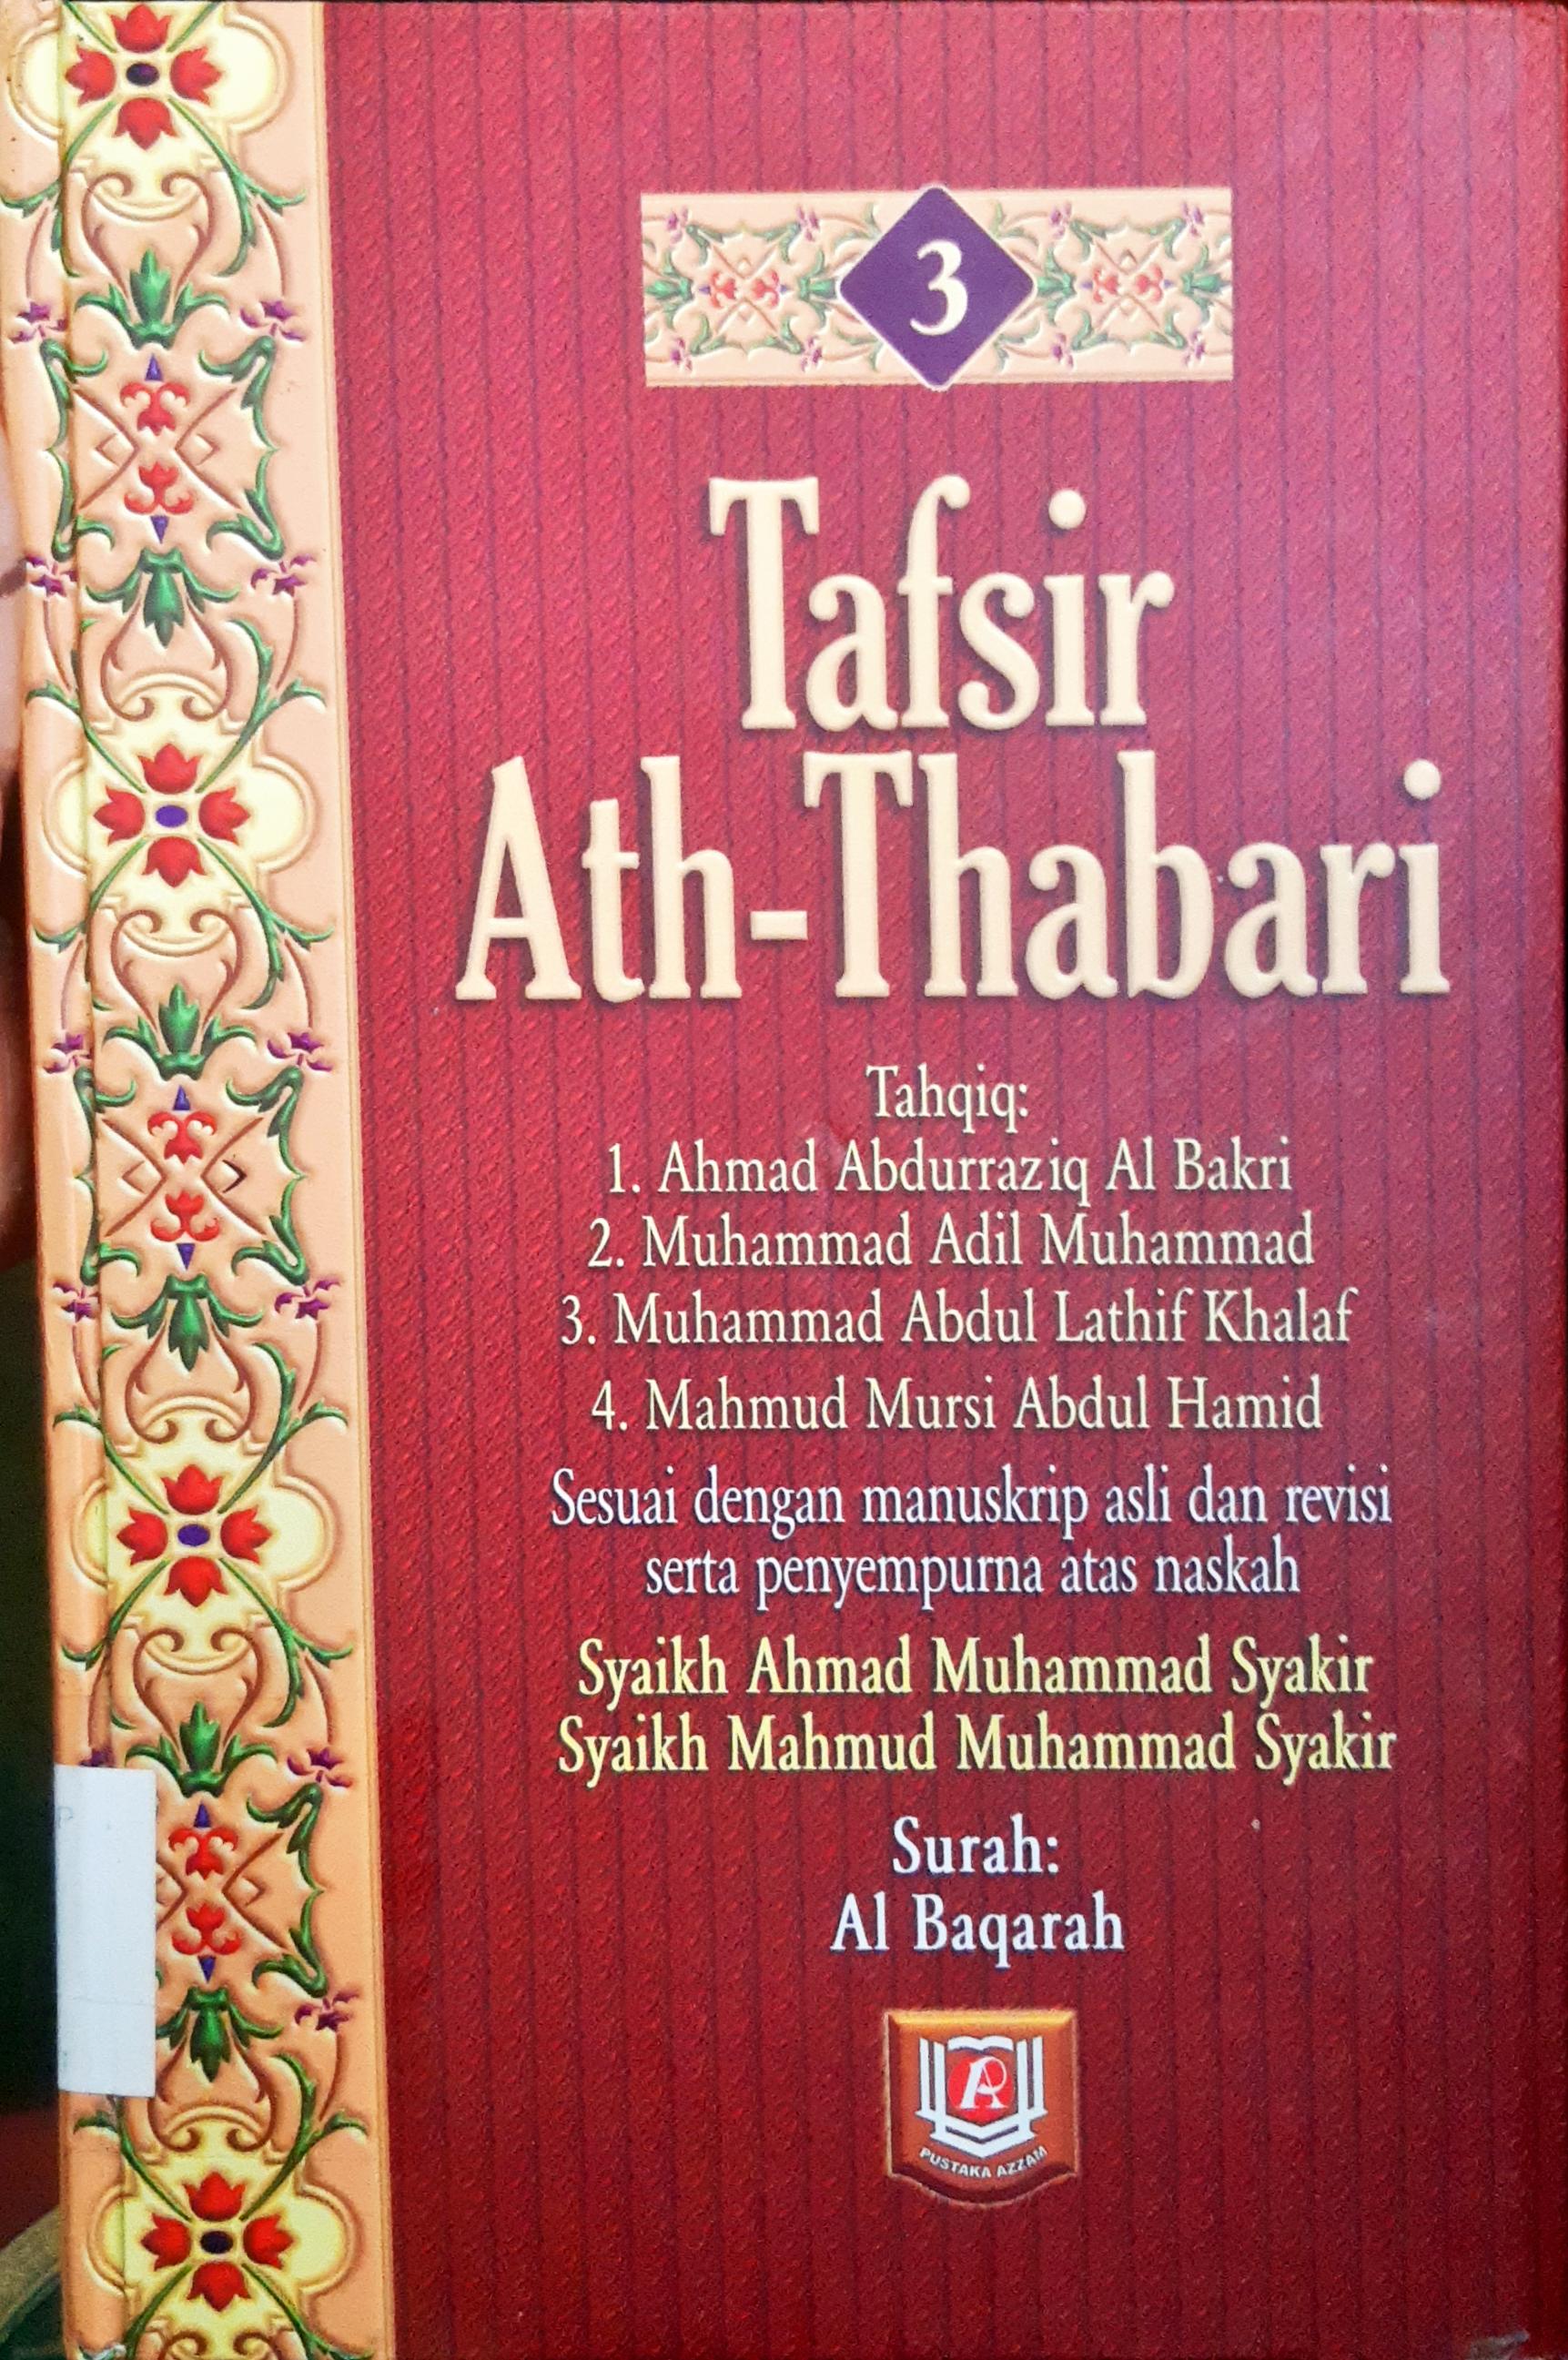 3
Tafsir
Ath-Thabari
Tahqiq:
1. Ahmad Abdurraziq Al Bakri
2. Muhammad Adil Muhammad
3. Muhammad Abdul Lathif Khalaf
4. Mahmud Mursi Abdul Hamid
Sesuai dengan manuskrip asli dan revisi
serta penyempurna atas naskah
Syaikh Ahmad Muhammad Syakir
Syaikh Mahmud Muhammad Syakir
Surah:
Al Baqarah
PUSTAKA AZZAM